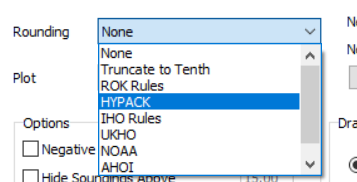 Rounding None
None
Truncate to Tenth
ROK Rules
Plot
HYPACK
IHO Rules
Options
UKHO
Negative NOAA
AHOI
Hide Soundings Above 15.00